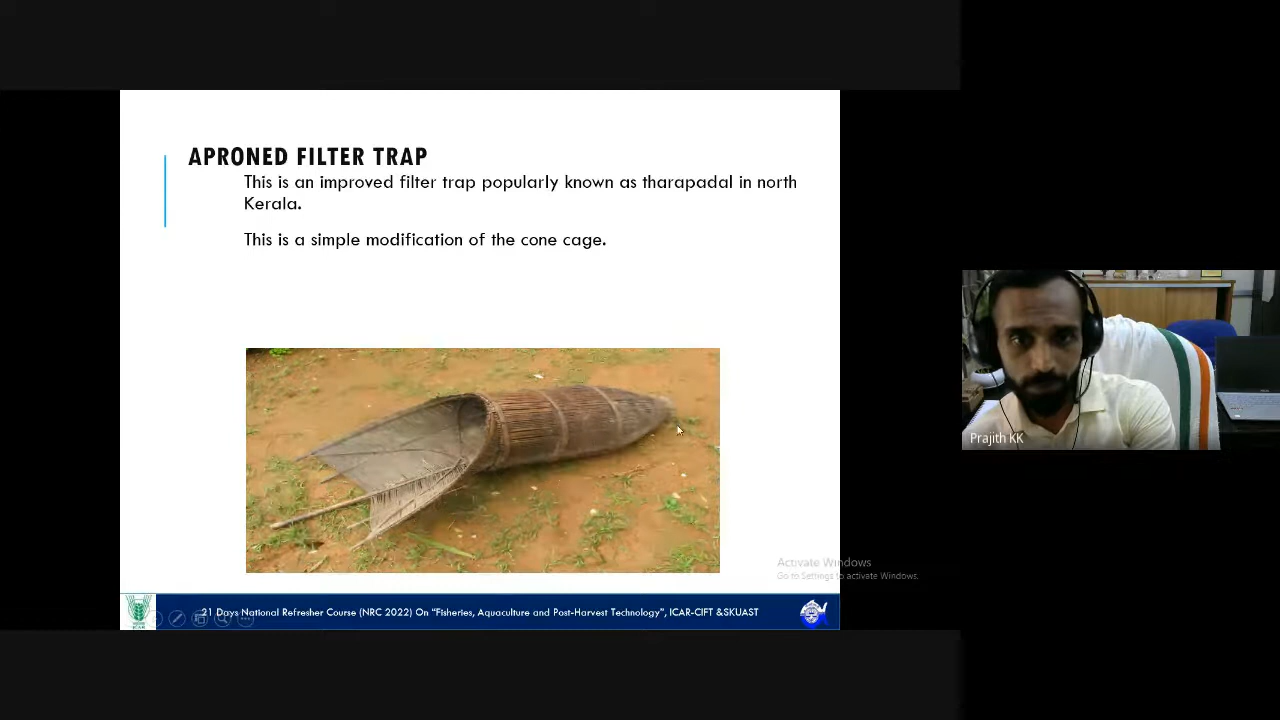 APRONED FILTER TRAP
This is an improved filter trap popularly known as tharapadal in north
Kerala.
This is a simple modification of the cone cage.
Prajith KK
Activate Windows
Go to Settings to activate Windows.
21 Days National Refresher Course (NRC 2022) On "Fisheries, Aquaculture and Post-Harvest Technology", ICAR-CIFT &SKUAST